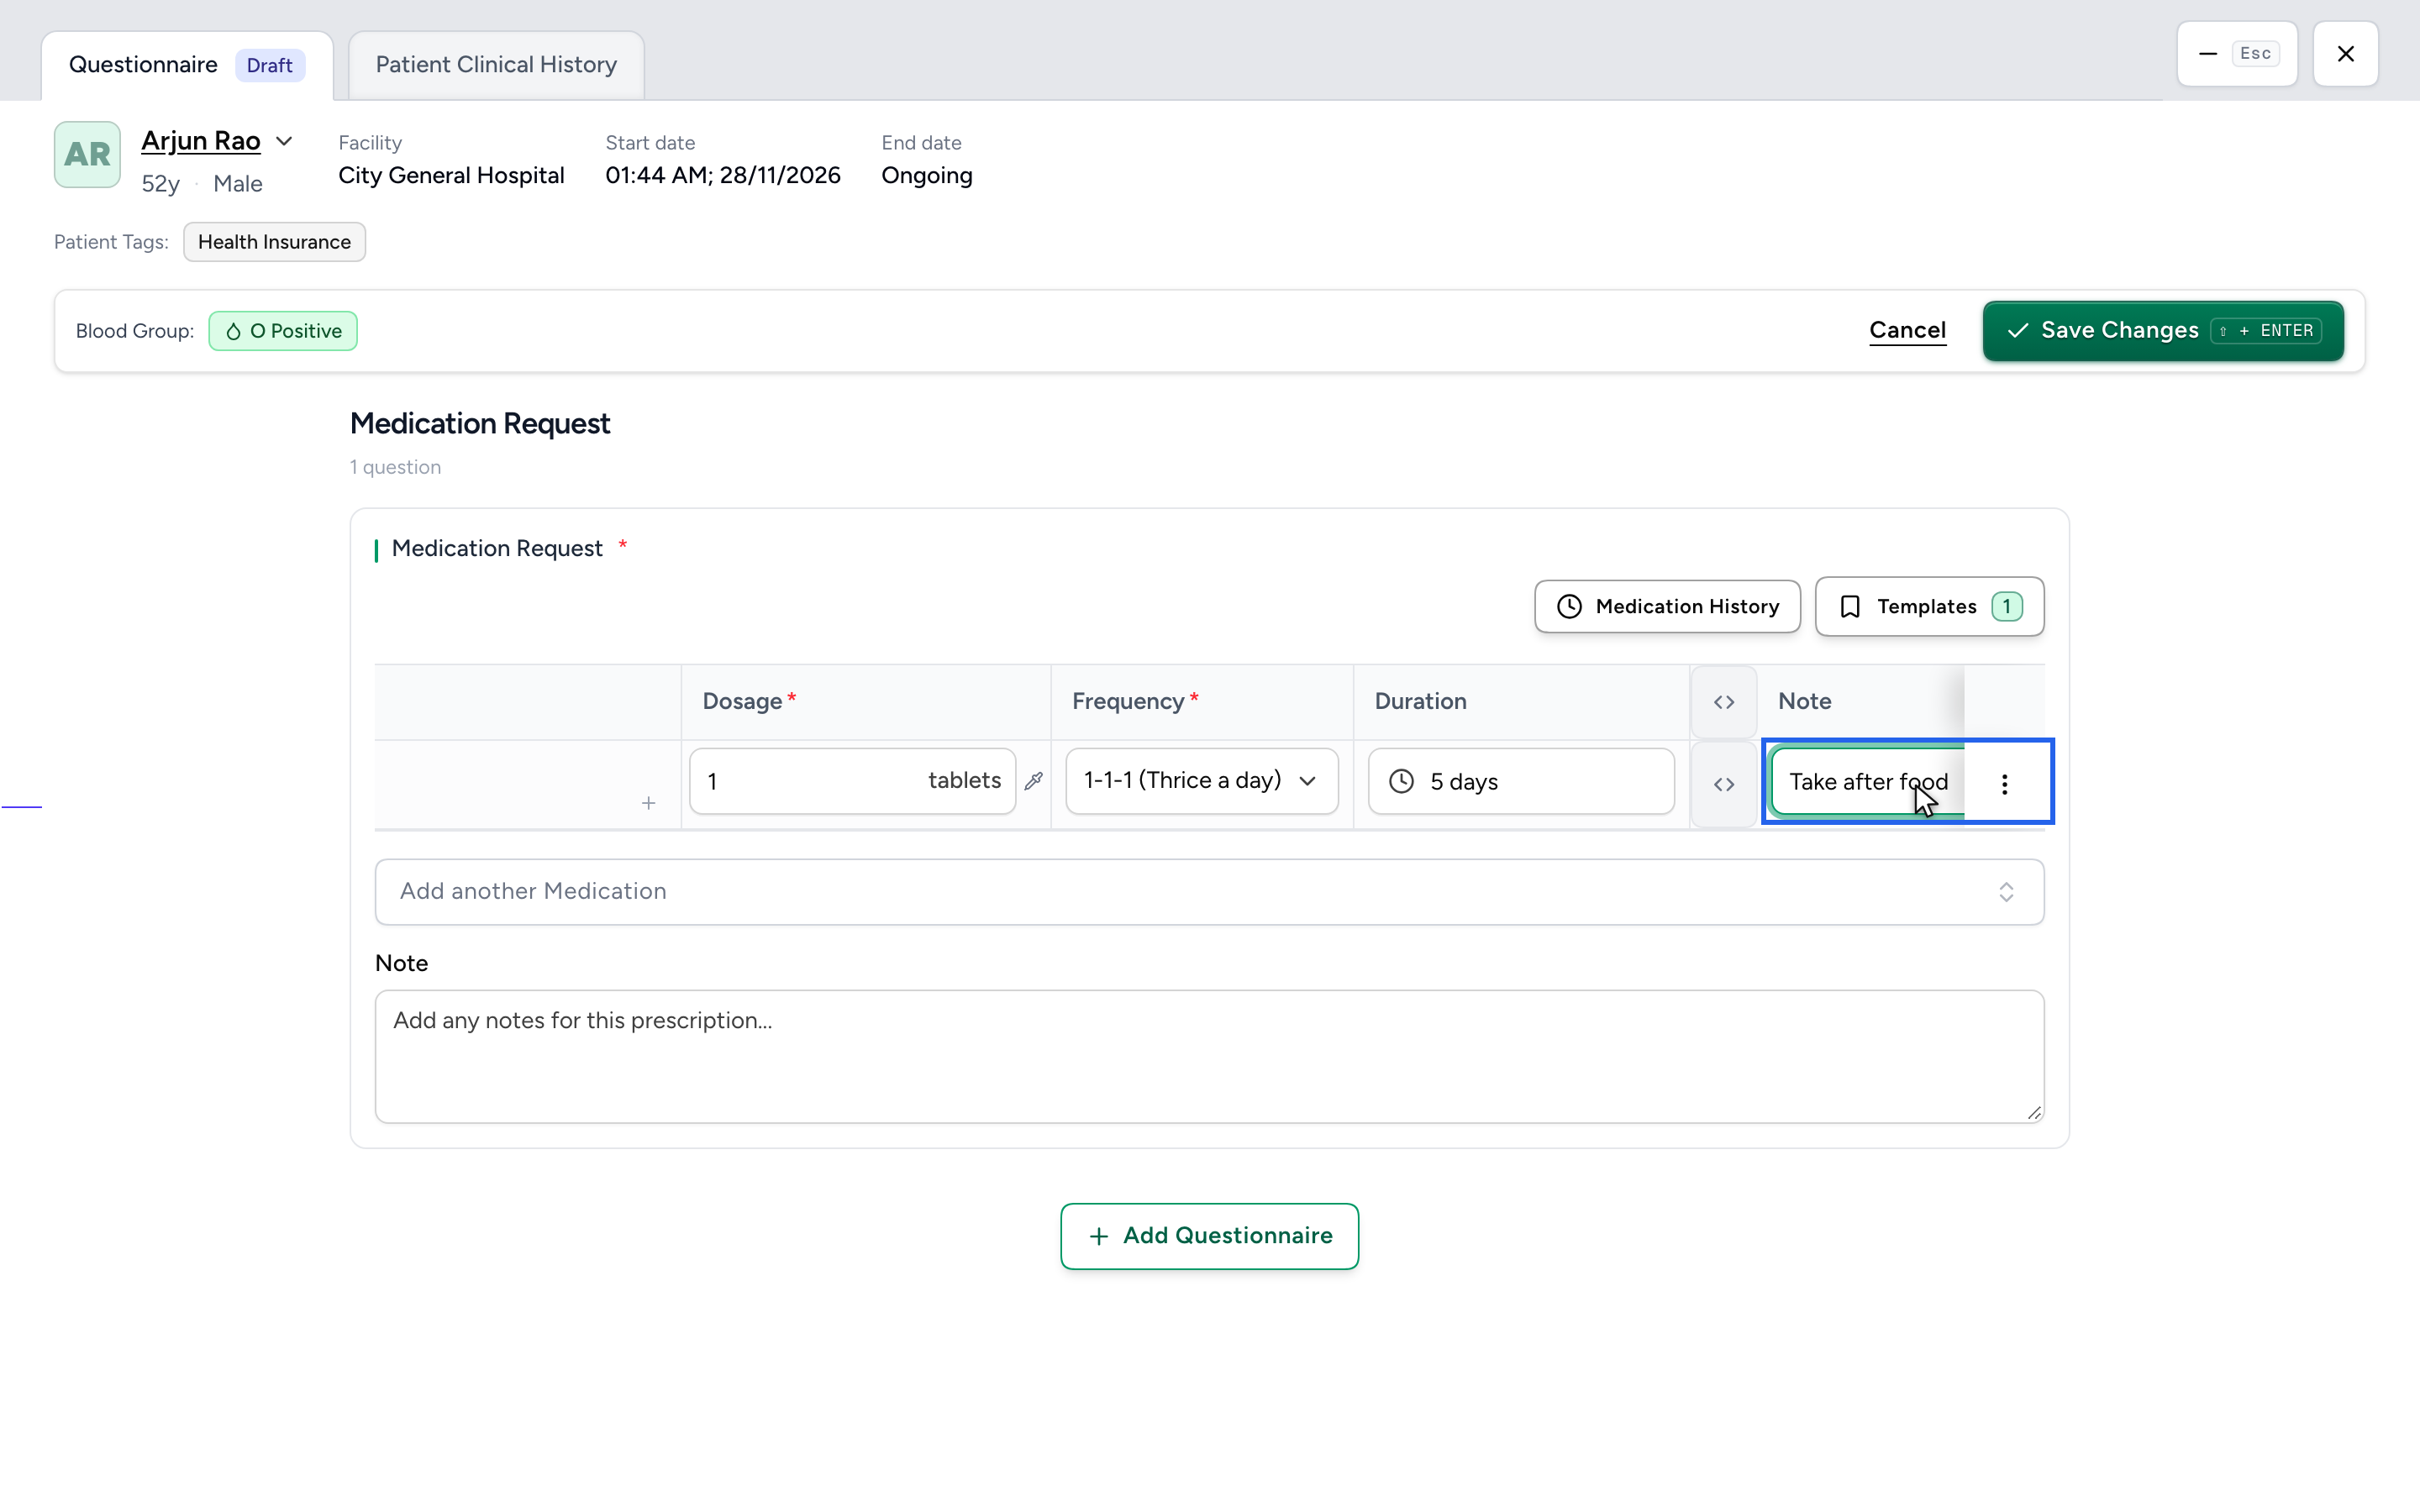 Questionnaire Draft Patient Clinical History Esc
AR Arjun Rao
52y · Male
Facility
City General Hospital
Start date
01:44 AM; 28/11/2026
End date
Ongoing
Patient Tags: Health Insurance
Blood Group: O Positive Cancel Save Changes ⇧ + ENTER
Medication Request
1 question
Medication Request *
Medication History Templates 1
Dosage * Frequency * Duration <> Note
+ 1 tablets 1-1-1 (Thrice a day) 5 days <> Take after food
Add another Medication
Note
Add any notes for this prescription...
+ Add Questionnaire